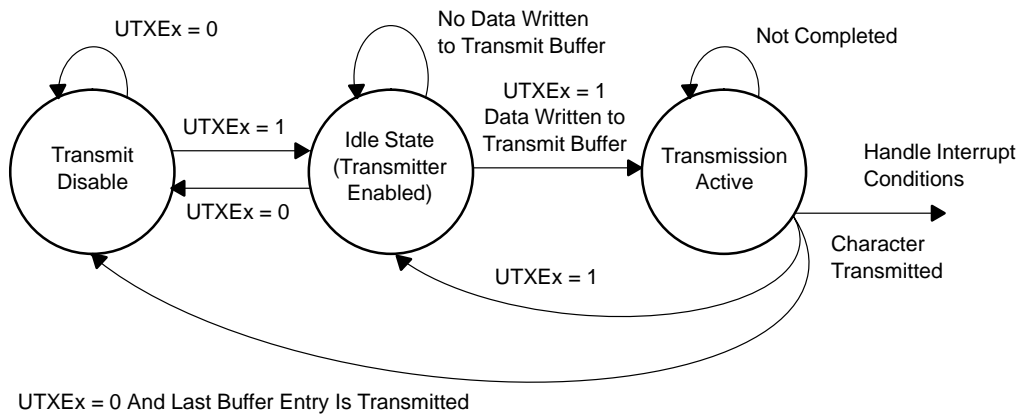 UTXEx = 0
No Data Written
to Transmit Buffer
Not Completed
Transmit
Disable
UTXEx = 1
UTXEx = 0
Idle State
(Transmitter
Enabled)
UTXEx = 1
Data Written to
Transmit Buffer
Transmission
Active
Handle Interrupt
Conditions
Character
Transmitted
UTXEx = 1
UTXEx = 0 And Last Buffer Entry Is Transmitted